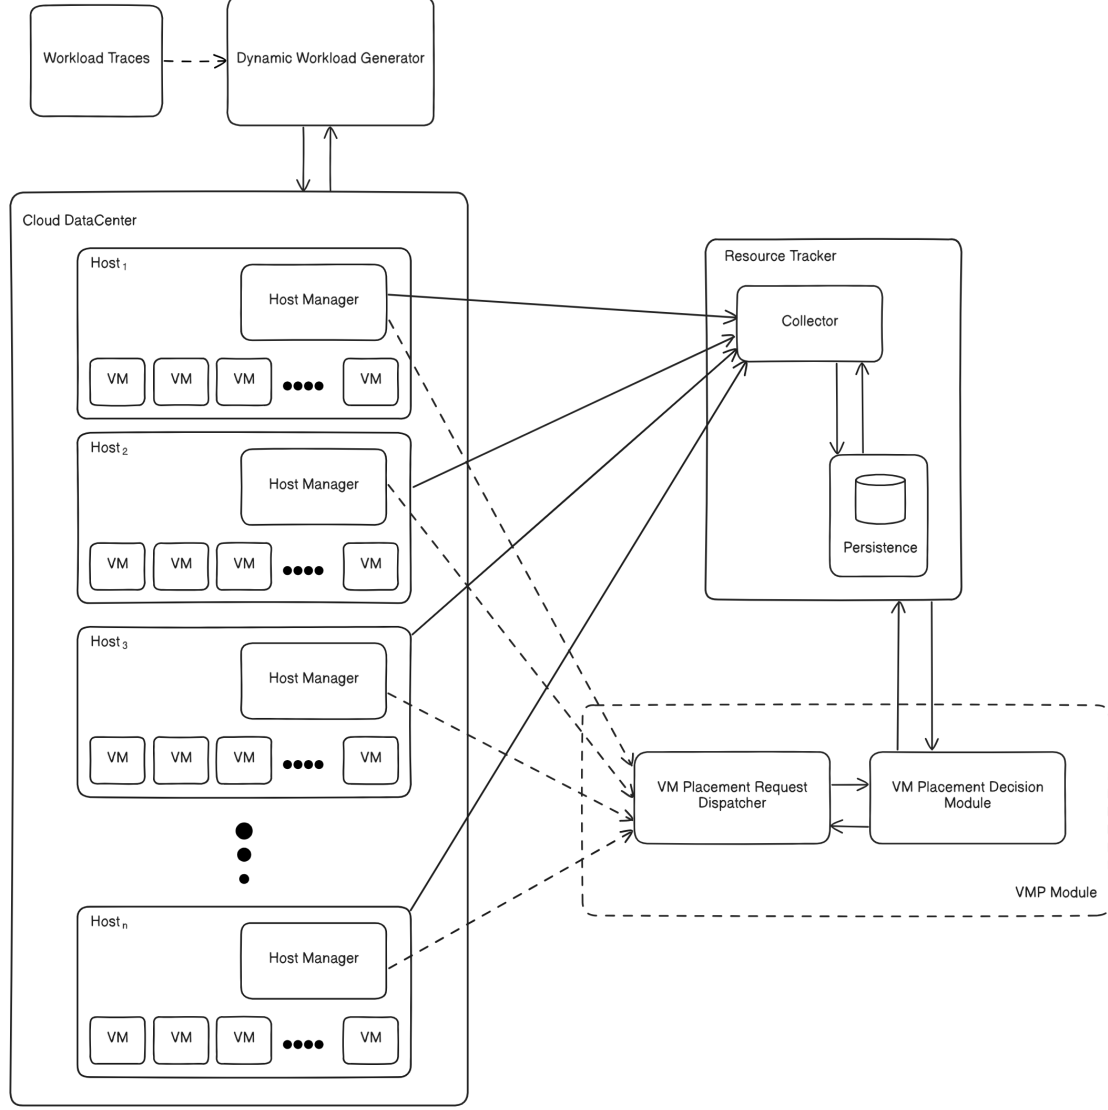 Workload Traces
Dynamic Workload Generator
Cloud DataCenter
Host 1
Host Manager
VM VM VM VM
Host 2
Host Manager
VM VM VM VM
Host 3
Host Manager
VM VM VM VM
Host n
Host Manager
VM VM VM VM
Resource Tracker
Collector
Persistence
VM Placement Request
Dispatcher
VM Placement Decision
Module
VMP Module